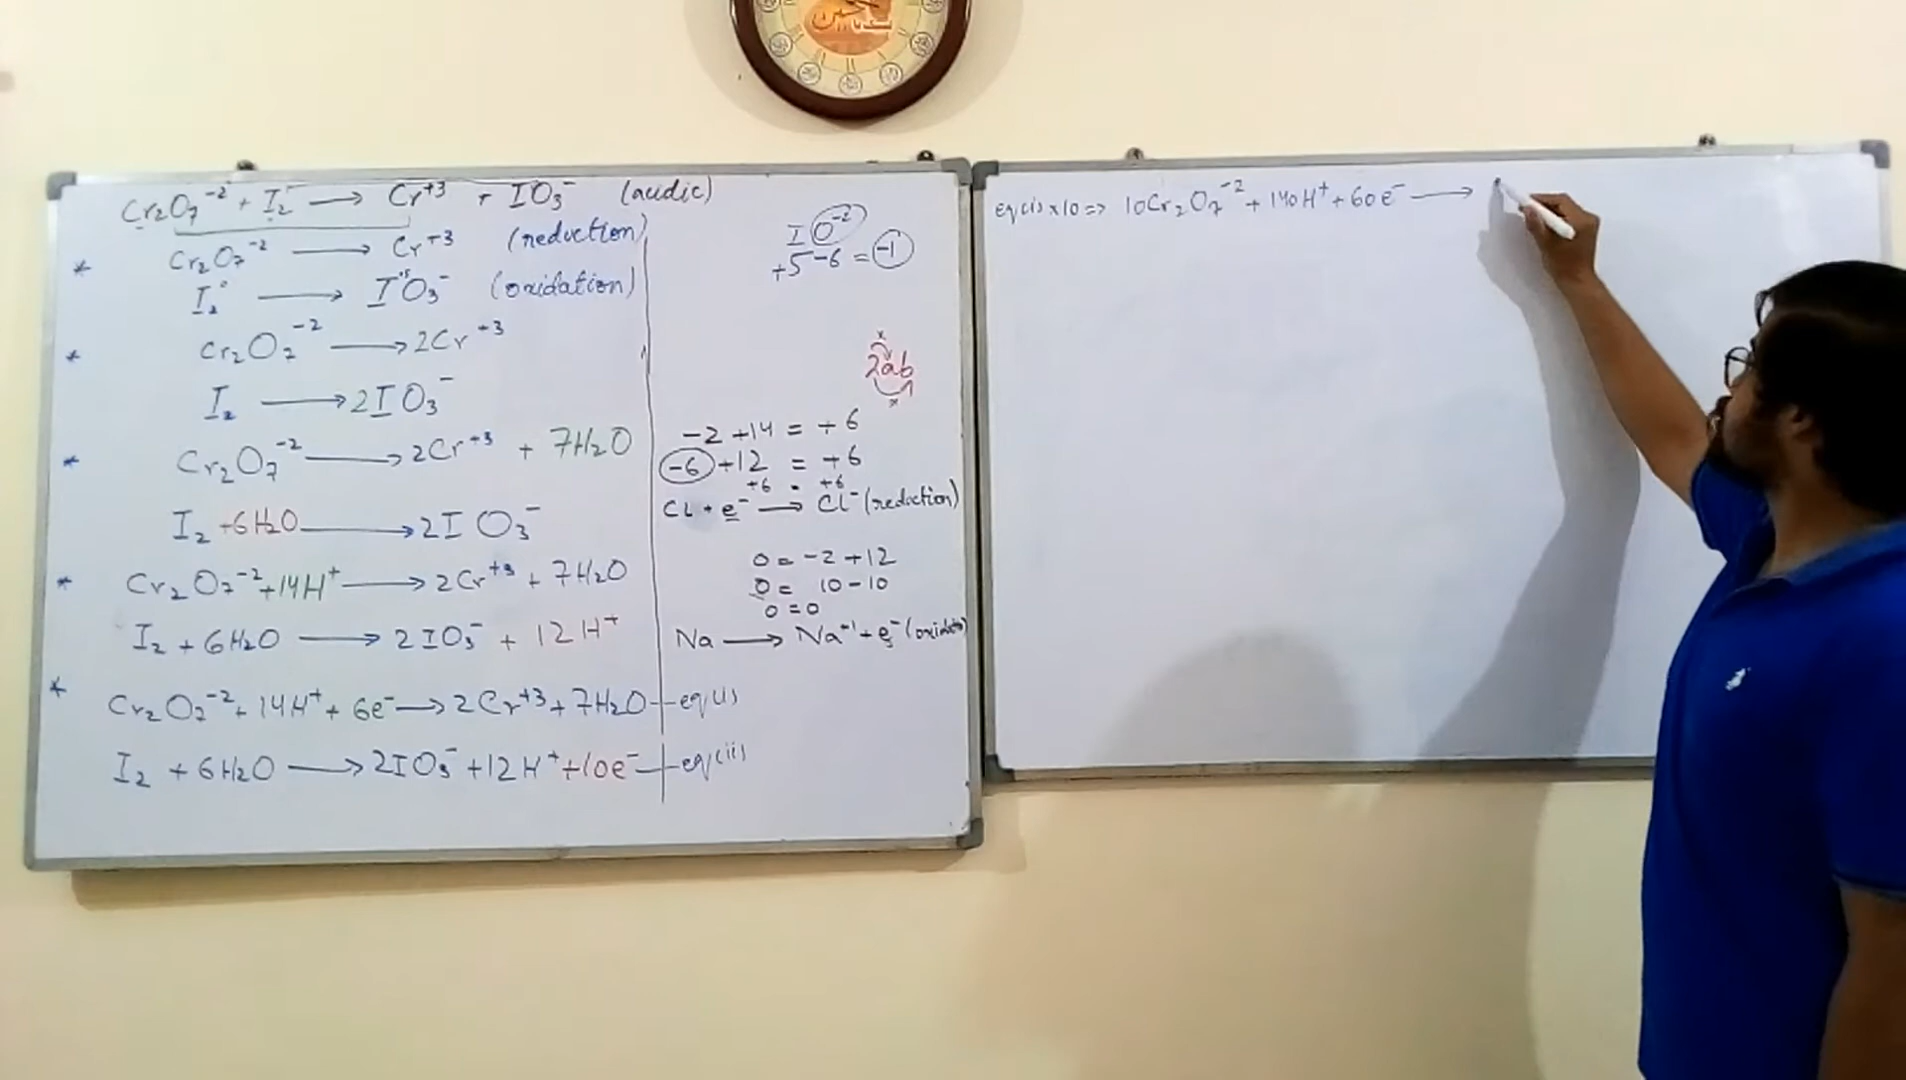 Cr₂O₇⁻² + I₂ → Cr⁺³ + IO₃⁻ (acidic)
* Cr₂O₇⁻² → Cr⁺³ (reduction)
I₂⁰ → I⁺⁵O₃⁻ (oxidation)
* Cr₂O₇⁻² → 2Cr⁺³
I₂ → 2IO₃⁻
* Cr₂O₇⁻² → 2Cr⁺³ + 7H₂O
I₂ + 6H₂O → 2IO₃⁻
* Cr₂O₇⁻² + 14H⁺ → 2Cr⁺³ + 7H₂O
I₂ + 6H₂O → 2IO₃⁻ + 12H⁺
* Cr₂O₇⁻² + 14H⁺ + 6e⁻ → 2Cr⁺³ + 7H₂O — eq(i)
I₂ + 6H₂O → 2IO₃⁻ + 12H⁺ + 10e⁻ — eq(ii)
I O⁻²
+5 -6 = -1
x
2ab
x
-2 +14 = +6
-6 +12 = +6
+6 = +6
Cl + e⁻ → Cl⁻ (reduction)
0 = -2 + 12
0 = 10 - 10
0 = 0
Na → Na⁺¹ + e⁻ (oxidatio)
eq(i) x 10 => 10Cr₂O₇⁻² + 140H⁺ + 60e⁻ →